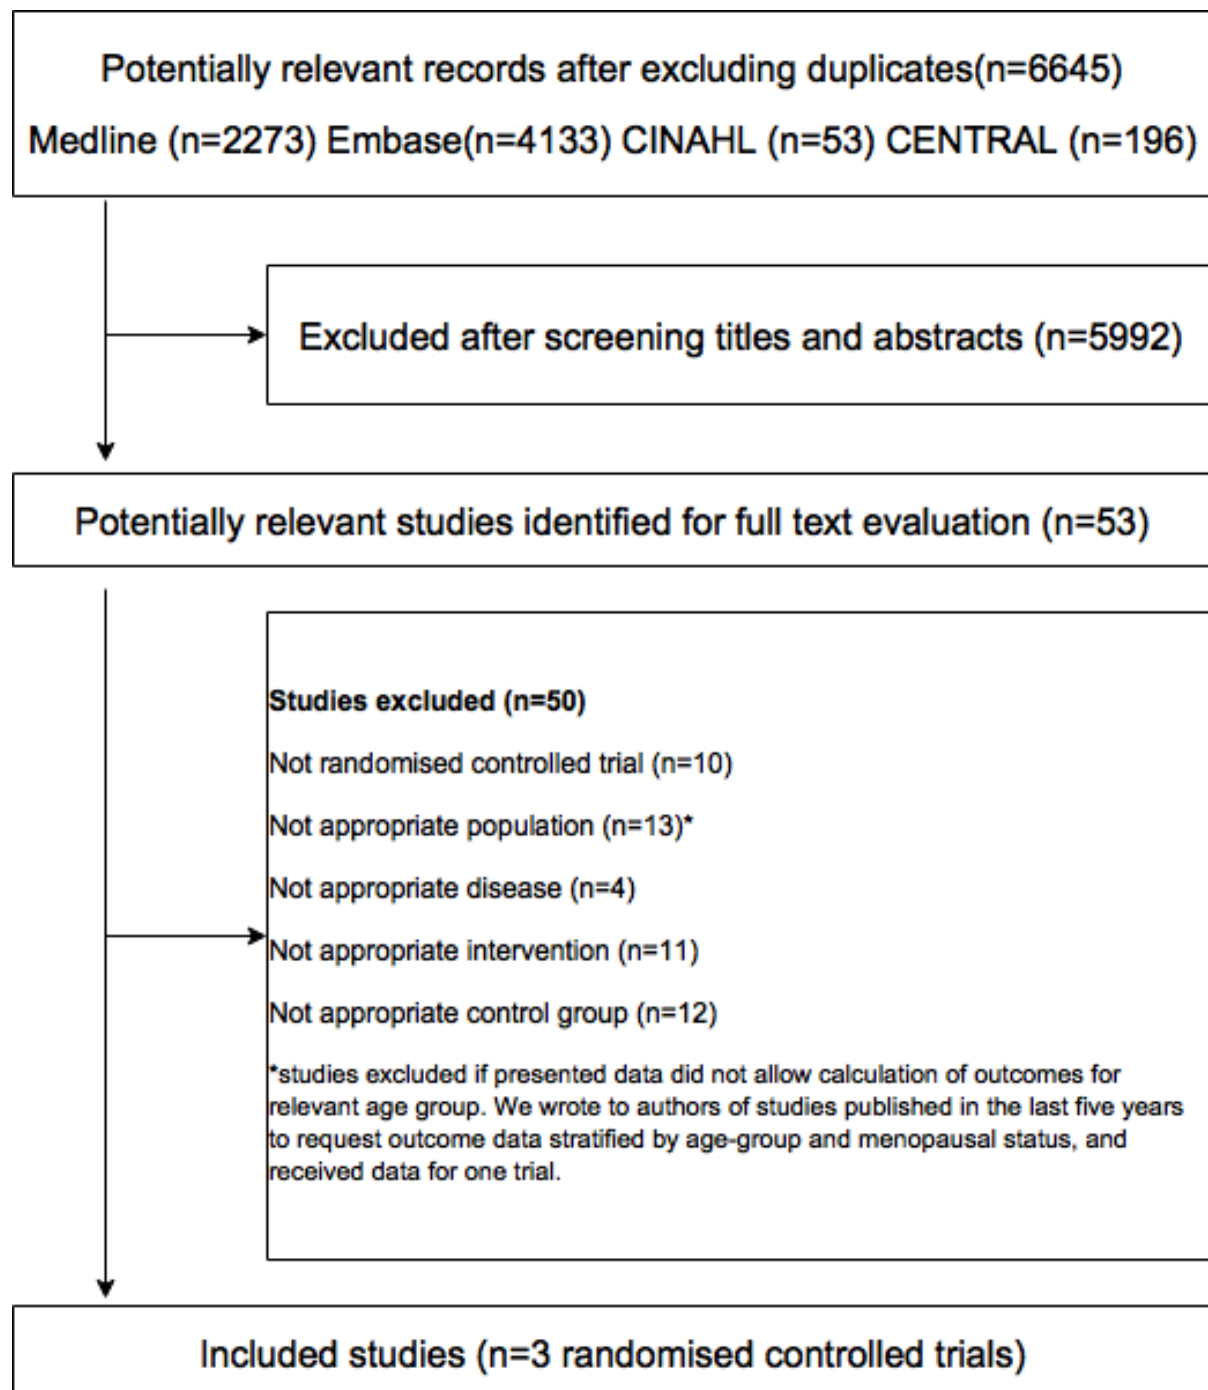 Potentially relevant records after excluding duplicates(n=6645)
Medline (n=2273) Embase(n=4133) CINAHL (n=53) CENTRAL (n=196)
Excluded after screening titles and abstracts (n=5992)
Potentially relevant studies identified for full text evaluation (n=53)
Studies excluded (n=50)
Not randomised controlled trial (n=10)
Not appropriate population (n=13)*
Not appropriate disease (n=4)
Not appropriate intervention (n=11)
Not appropriate control group (n=12)
*studies excluded if presented data did not allow calculation of outcomes for
relevant age group. We wrote to authors of studies published in the last five years
to request outcome data stratified by age-group and menopausal status, and
received data for one trial.
Included studies (n=3 randomised controlled trials)